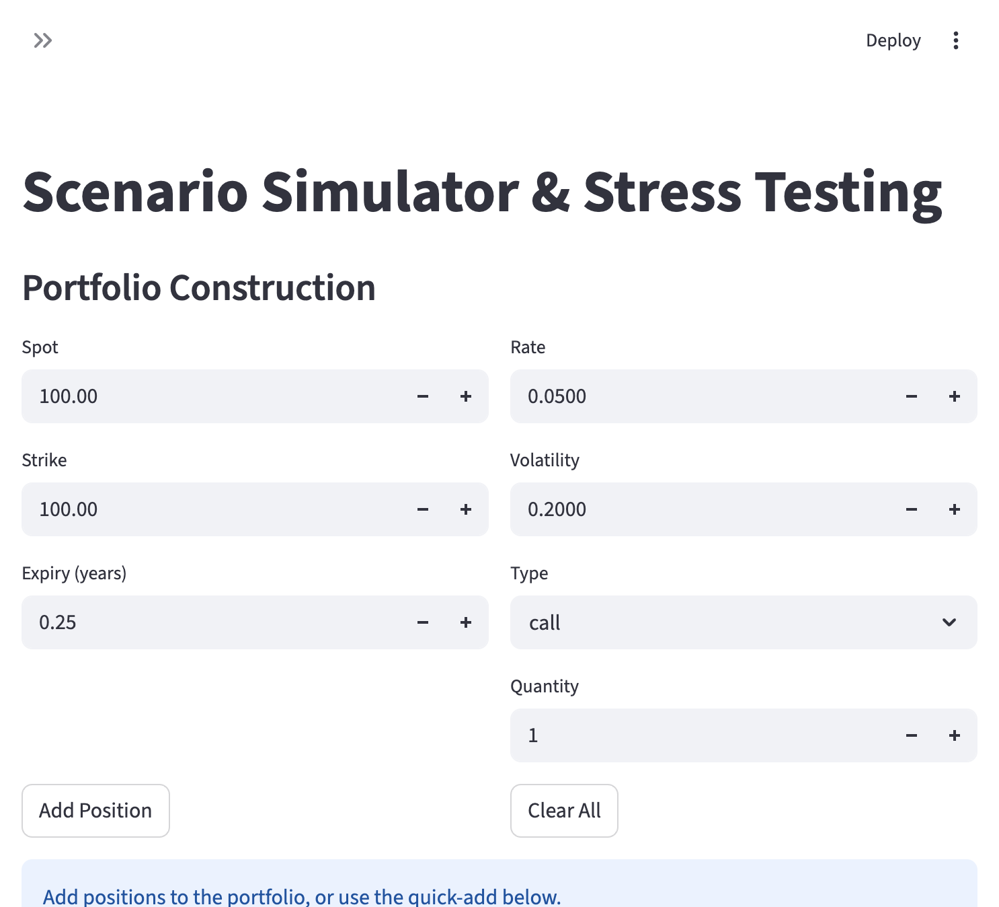 Deploy
Scenario Simulator & Stress Testing
Portfolio Construction
Spot
100.00
Rate
0.0500
Strike
100.00
Volatility
0.2000
Expiry (years)
0.25
Type
call
Quantity
1
Add Position
Clear All
Add positions to the portfolio, or use the quick-add below.